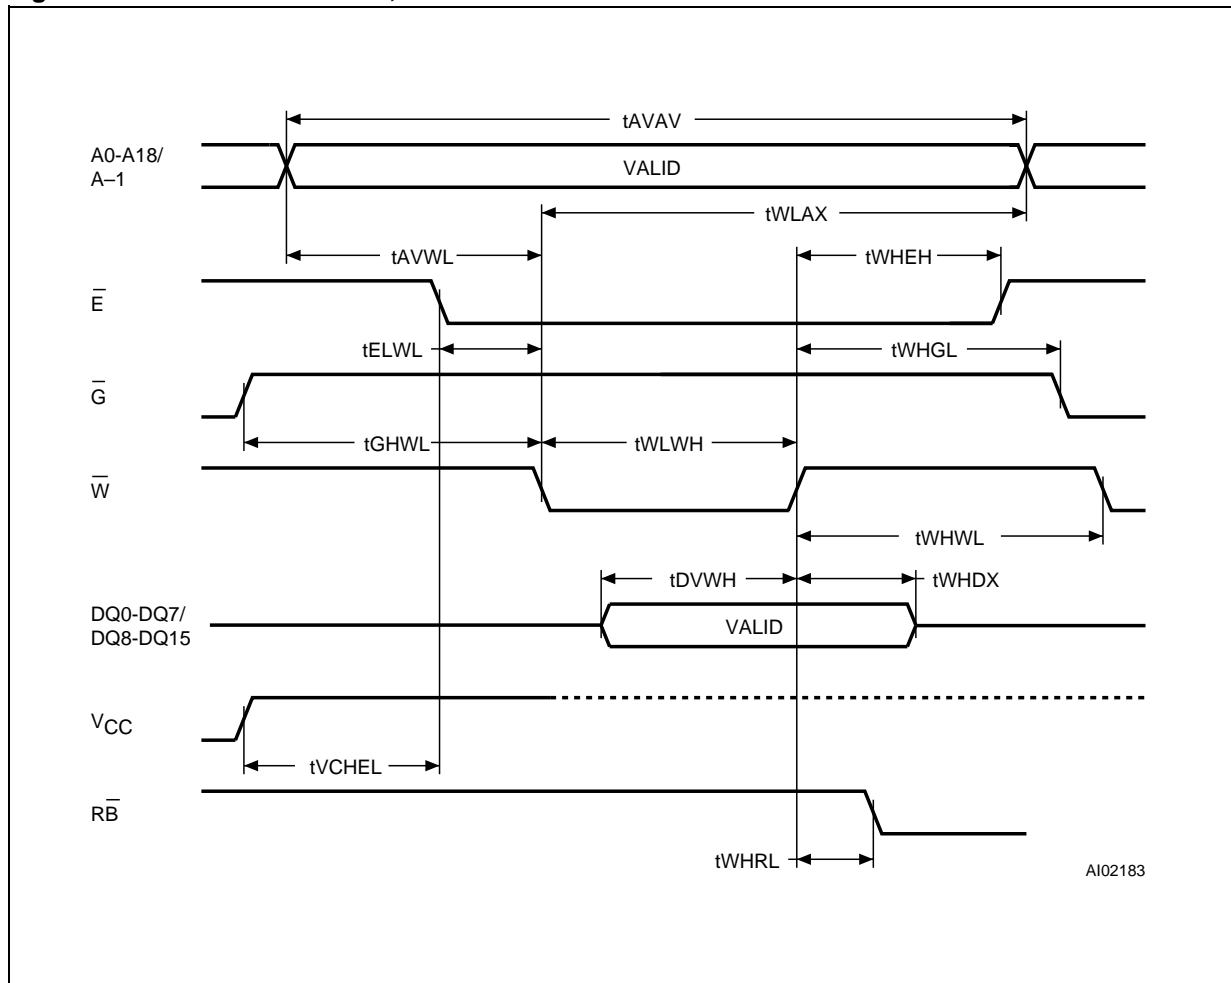 tAVAV
A0-A18/
A–1
VALID
tWLAX
tAVWL
tWHEH
E̅
tELWL
tWHGL
G̅
tGHWL
tWLWH
W̅
tWHWL
tDVWH
tWHDX
DQ0-DQ7/
DQ8-DQ15
VALID
VCC
tVCHEL
RB̅
tWHRL
AI02183